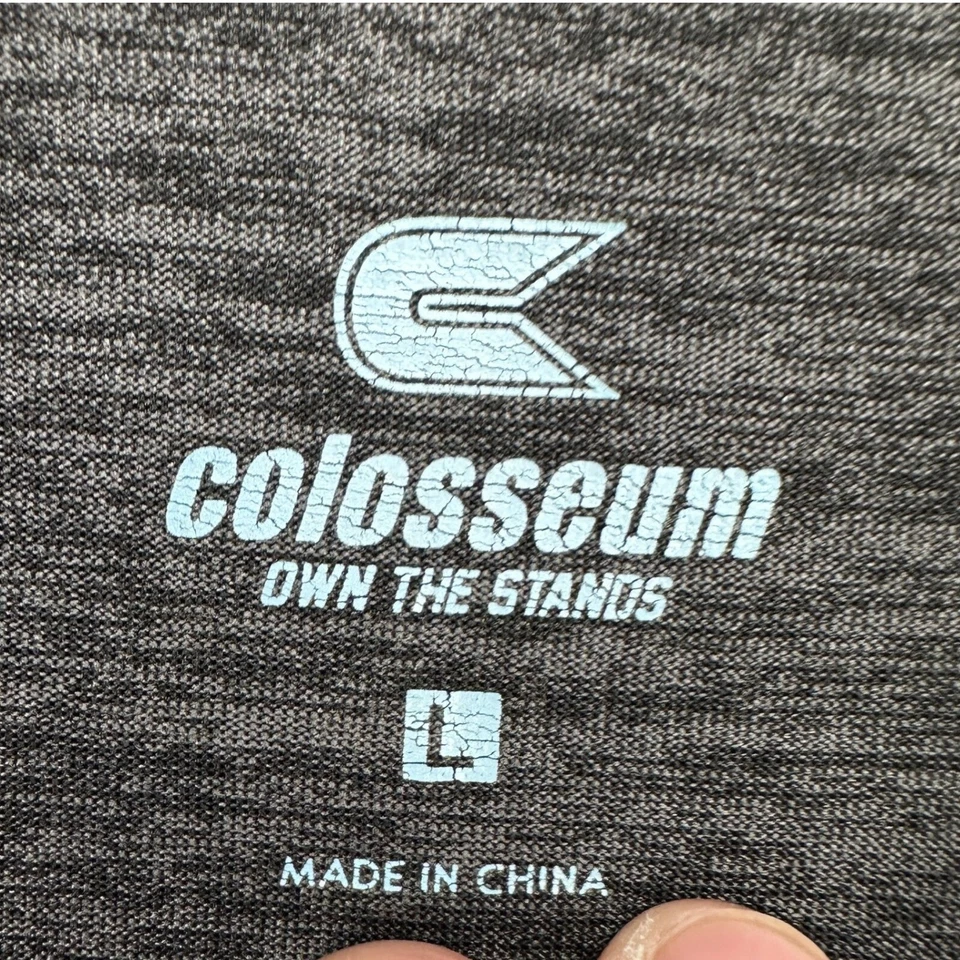 colosseum
OWN THE STANDS
L
MADE IN CHINA